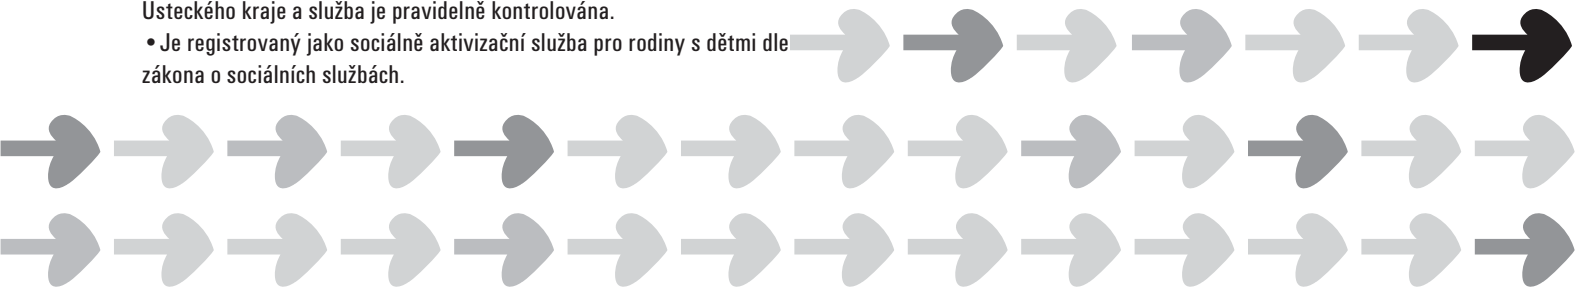 Ústeckého kraje a služba je pravidelně kontrolována.
• Je registrovaný jako sociálně aktivizační služba pro rodiny s dětmi dle
zákona o sociálních službách.